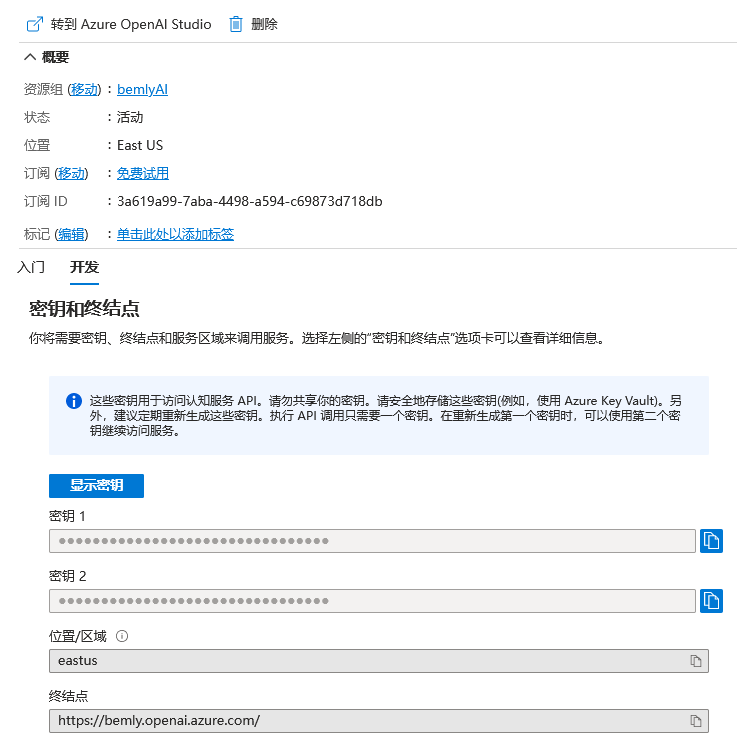 转到 Azure OpenAI Studio 删除
概要
资源组 (移动) : bemlyAI
状态 : 活动
位置 : East US
订阅 (移动) : 免费试用
订阅 ID : 3a619a99-7aba-4498-a594-c69873d718db
标记 (编辑) : 单击此处以添加标签
入门 开发
密钥和终结点
你将需要密钥、终结点和服务区域来调用服务。选择左侧的“密钥和终结点”选项卡可以查看详细信息。
这些密钥用于访问认知服务 API。请勿共享你的密钥。请安全地存储这些密钥(例如，使用 Azure Key Vault)。另
外，建议定期重新生成这些密钥。执行 API 调用只需要一个密钥。在重新生成第一个密钥时，可以使用第二个密
钥继续访问服务。
显示密钥
密钥 1
●●●●●●●●●●●●●●●●●●●●●●●●●●●●●●●●
密钥 2
●●●●●●●●●●●●●●●●●●●●●●●●●●●●●●●●
位置/区域
eastus
终结点
https://bemly.openai.azure.com/